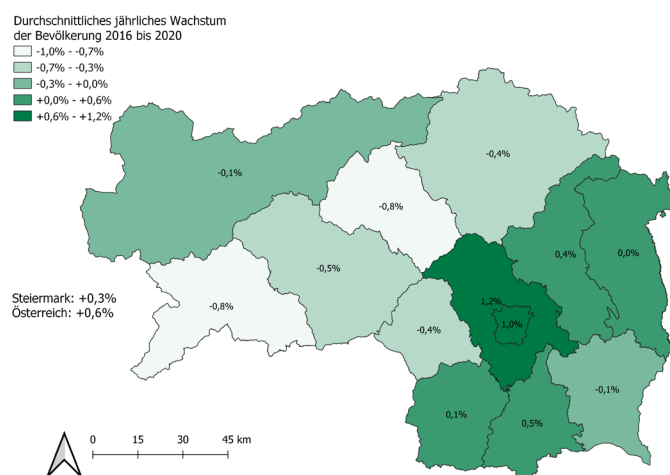 Durchschnittliches jährliches Wachstum
der Bevölkerung 2016 bis 2020
-1,0% - -0,7%
-0,7% - -0,3%
-0,3% - +0,0%
+0,0% - +0,6%
+0,6% - +1,2%
-0,4%
-0,1%
-0,8%
0,4%
0,0%
-0,5%
1,2%
Steiermark: +0,3%
Österreich: +0,6%
-0,8%
1,0%
-0,4%
-0,1%
0,1%
0,5%
0 15 30 45 km